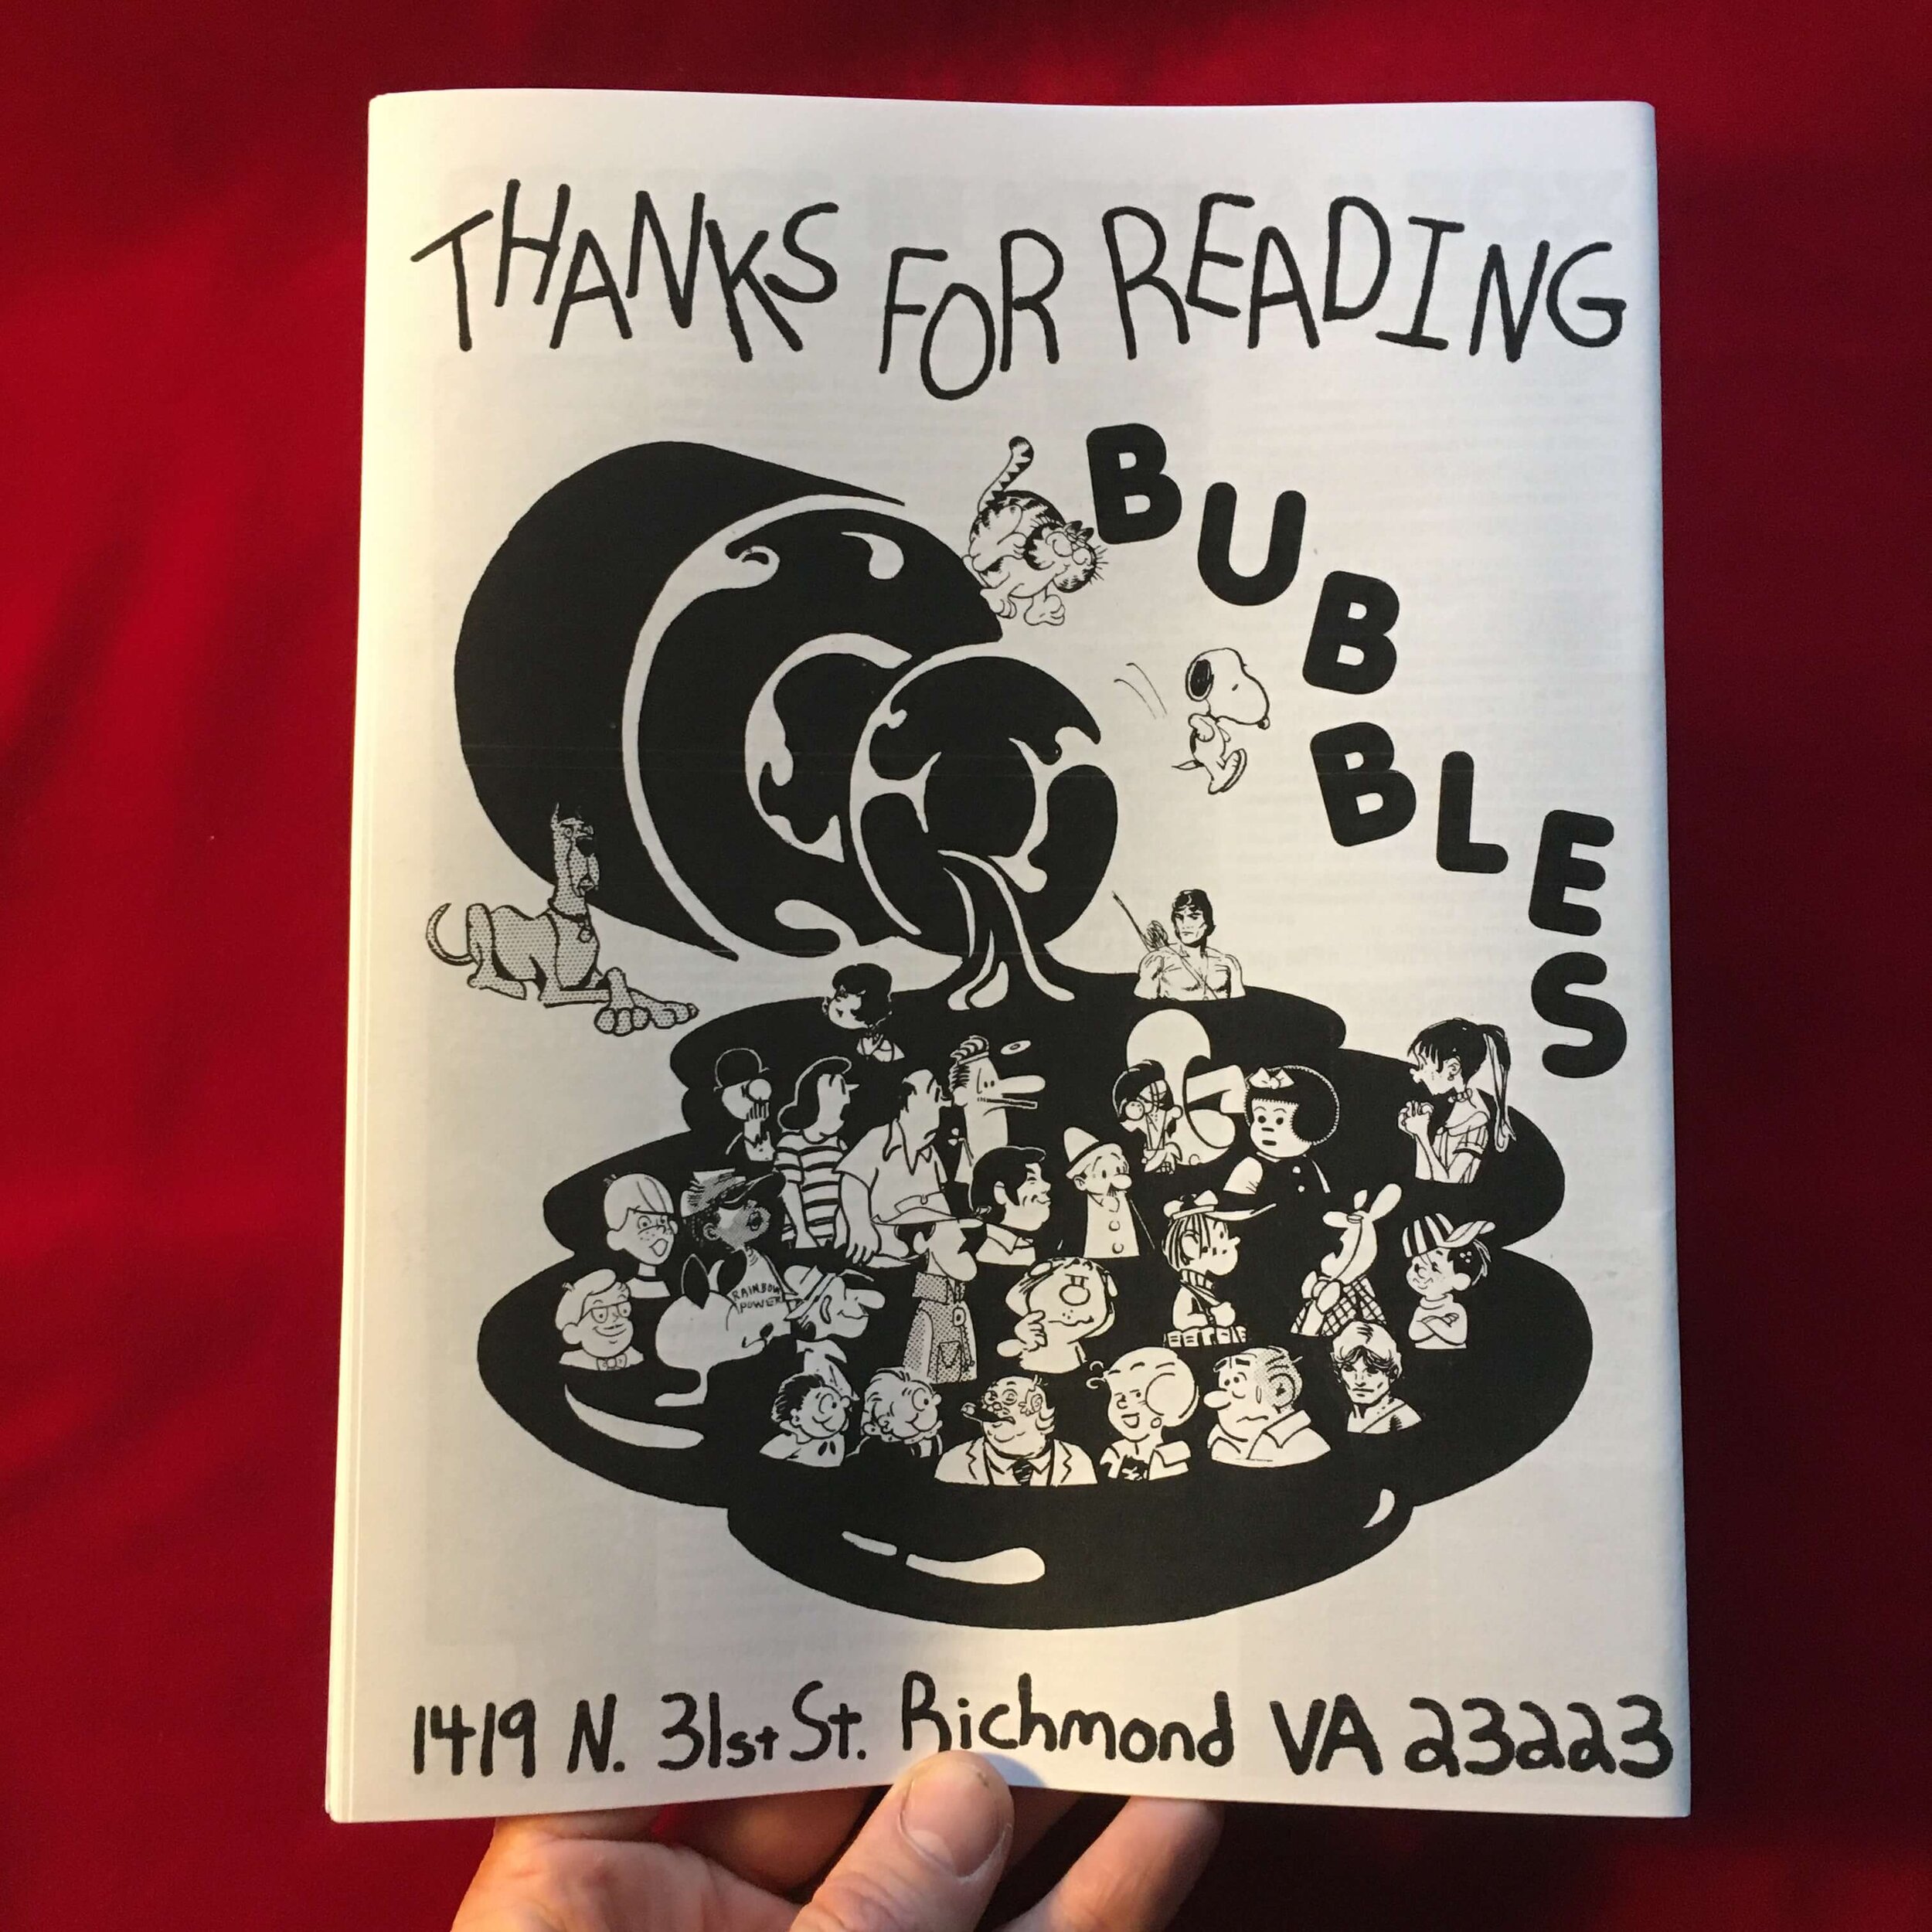 THANKS FOR READING
BUBBLES
RAINBOW
POWER
1419 N. 31st St. Richmond VA 23223